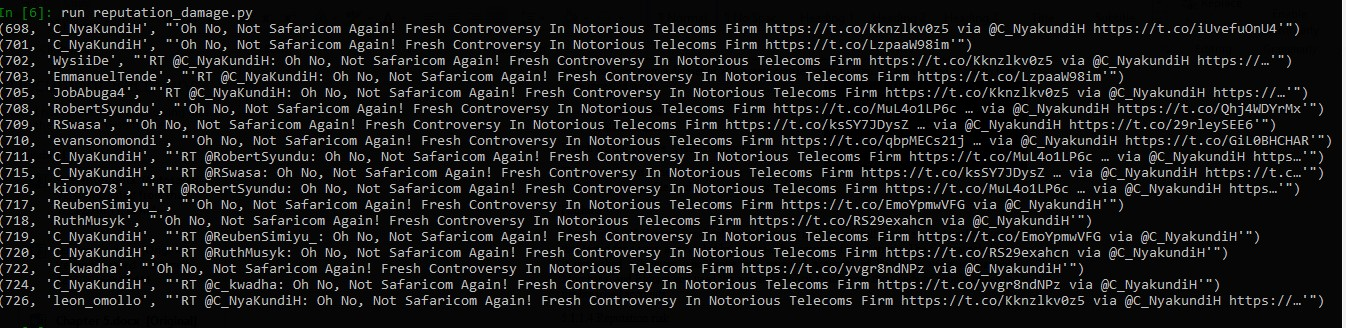 In [6]: run reputation_damage.py
(698, 'C_NyaKundiH', "'Oh No, Not Safaricom Again! Fresh Controversy In Notorious Telecoms Firm https://t.co/Kknzlkv0z5 via @C_NyakundiH https://t.co/iUvefuOnU4'")
(701, 'C_NyaKundiH', "'Oh No, Not Safaricom Again! Fresh Controversy In Notorious Telecoms Firm https://t.co/LzpaaW98im'")
(702, 'WysiiDe', "'RT @C_NyaKundiH: Oh No, Not Safaricom Again! Fresh Controversy In Notorious Telecoms Firm https://t.co/Kknzlkv0z5 via @C_NyakundiH https://…'")
(703, 'EmmanuelTende', "'RT @C_NyaKundiH: Oh No, Not Safaricom Again! Fresh Controversy In Notorious Telecoms Firm https://t.co/LzpaaW98im'")
(705, 'JobAbuga4', "'RT @C_NyaKundiH: Oh No, Not Safaricom Again! Fresh Controversy In Notorious Telecoms Firm https://t.co/Kknzlkv0z5 via @C_NyakundiH https://…'")
(708, 'RobertSyundu', "'Oh No, Not Safaricom Again! Fresh Controversy In Notorious Telecoms Firm https://t.co/MuL4o1LP6c … via @C_NyakundiH https://t.co/Qhj4WDYrMx'")
(709, 'RSwasa', "'Oh No, Not Safaricom Again! Fresh Controversy In Notorious Telecoms Firm https://t.co/ksSY7JDysZ … via @C_NyakundiH https://t.co/29rleySEE6'")
(710, 'evansonomondi', "'Oh No, Not Safaricom Again! Fresh Controversy In Notorious Telecoms Firm https://t.co/qbpMECs21j … via @C_NyakundiH https://t.co/GiL0BHCHAR'")
(711, 'C_NyaKundiH', "'RT @RobertSyundu: Oh No, Not Safaricom Again! Fresh Controversy In Notorious Telecoms Firm https://t.co/MuL4o1LP6c … via @C_NyakundiH https…'")
(715, 'C_NyaKundiH', "'RT @RSwasa: Oh No, Not Safaricom Again! Fresh Controversy In Notorious Telecoms Firm https://t.co/ksSY7JDysZ … via @C_NyakundiH https://t.c…'")
(716, 'kionyo78', "'RT @RobertSyundu: Oh No, Not Safaricom Again! Fresh Controversy In Notorious Telecoms Firm https://t.co/MuL4o1LP6c … via @C_NyakundiH https…'")
(717, 'ReubenSimiyu_', "'Oh No, Not Safaricom Again! Fresh Controversy In Notorious Telecoms Firm https://t.co/EmoYpmwVFG via @C_NyakundiH'")
(718, 'RuthMusyk', "'Oh No, Not Safaricom Again! Fresh Controversy In Notorious Telecoms Firm https://t.co/RS29exahcn via @C_NyakundiH'")
(719, 'C_NyaKundiH', "'RT @ReubenSimiyu_: Oh No, Not Safaricom Again! Fresh Controversy In Notorious Telecoms Firm https://t.co/EmoYpmwVFG via @C_NyakundiH'")
(720, 'C_NyaKundiH', "'RT @RuthMusyk: Oh No, Not Safaricom Again! Fresh Controversy In Notorious Telecoms Firm https://t.co/RS29exahcn via @C_NyakundiH'")
(722, 'c_kwadha', "'Oh No, Not Safaricom Again! Fresh Controversy In Notorious Telecoms Firm https://t.co/yvgr8ndNPz via @C_NyakundiH'")
(724, 'C_NyaKundiH', "'RT @c_kwadha: Oh No, Not Safaricom Again! Fresh Controversy In Notorious Telecoms Firm https://t.co/yvgr8ndNPz via @C_NyakundiH'")
(726, 'leon_omollo', "'RT @C_NyaKundiH: Oh No, Not Safaricom Again! Fresh Controversy In Notorious Telecoms Firm https://t.co/Kknzlkv0z5 via @C_NyakundiH https://…'")